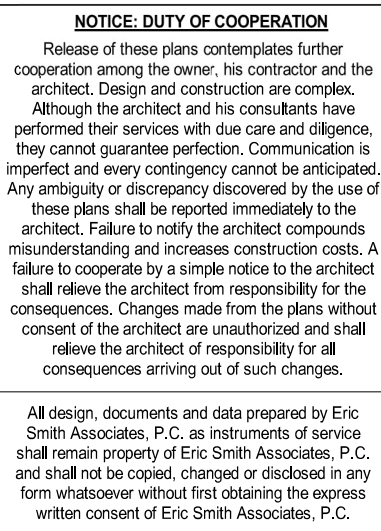 NOTICE: DUTY OF COOPERATION
Release of these plans contemplates further
cooperation among the owner, his contractor and the
architect. Design and construction are complex.
Although the architect and his consultants have
performed their services with due care and diligence,
they cannot guarantee perfection. Communication is
imperfect and every contingency cannot be anticipated.
Any ambiguity or discrepancy discovered by the use of
these plans shall be reported immediately to the
architect. Failure to notify the architect compounds
misunderstanding and increases construction costs. A
failure to cooperate by a simple notice to the architect
shall relieve the architect from responsibility for the
consequences. Changes made from the plans without
consent of the architect are unauthorized and shall
relieve the architect of responsibility for all
consequences arriving out of such changes.
All design, documents and data prepared by Eric
Smith Associates, P.C. as instruments of service
shall remain property of Eric Smith Associates, P.C.
and shall not be copied, changed or disclosed in any
form whatsoever without first obtaining the express
written consent of Eric Smith Associates, P.C.